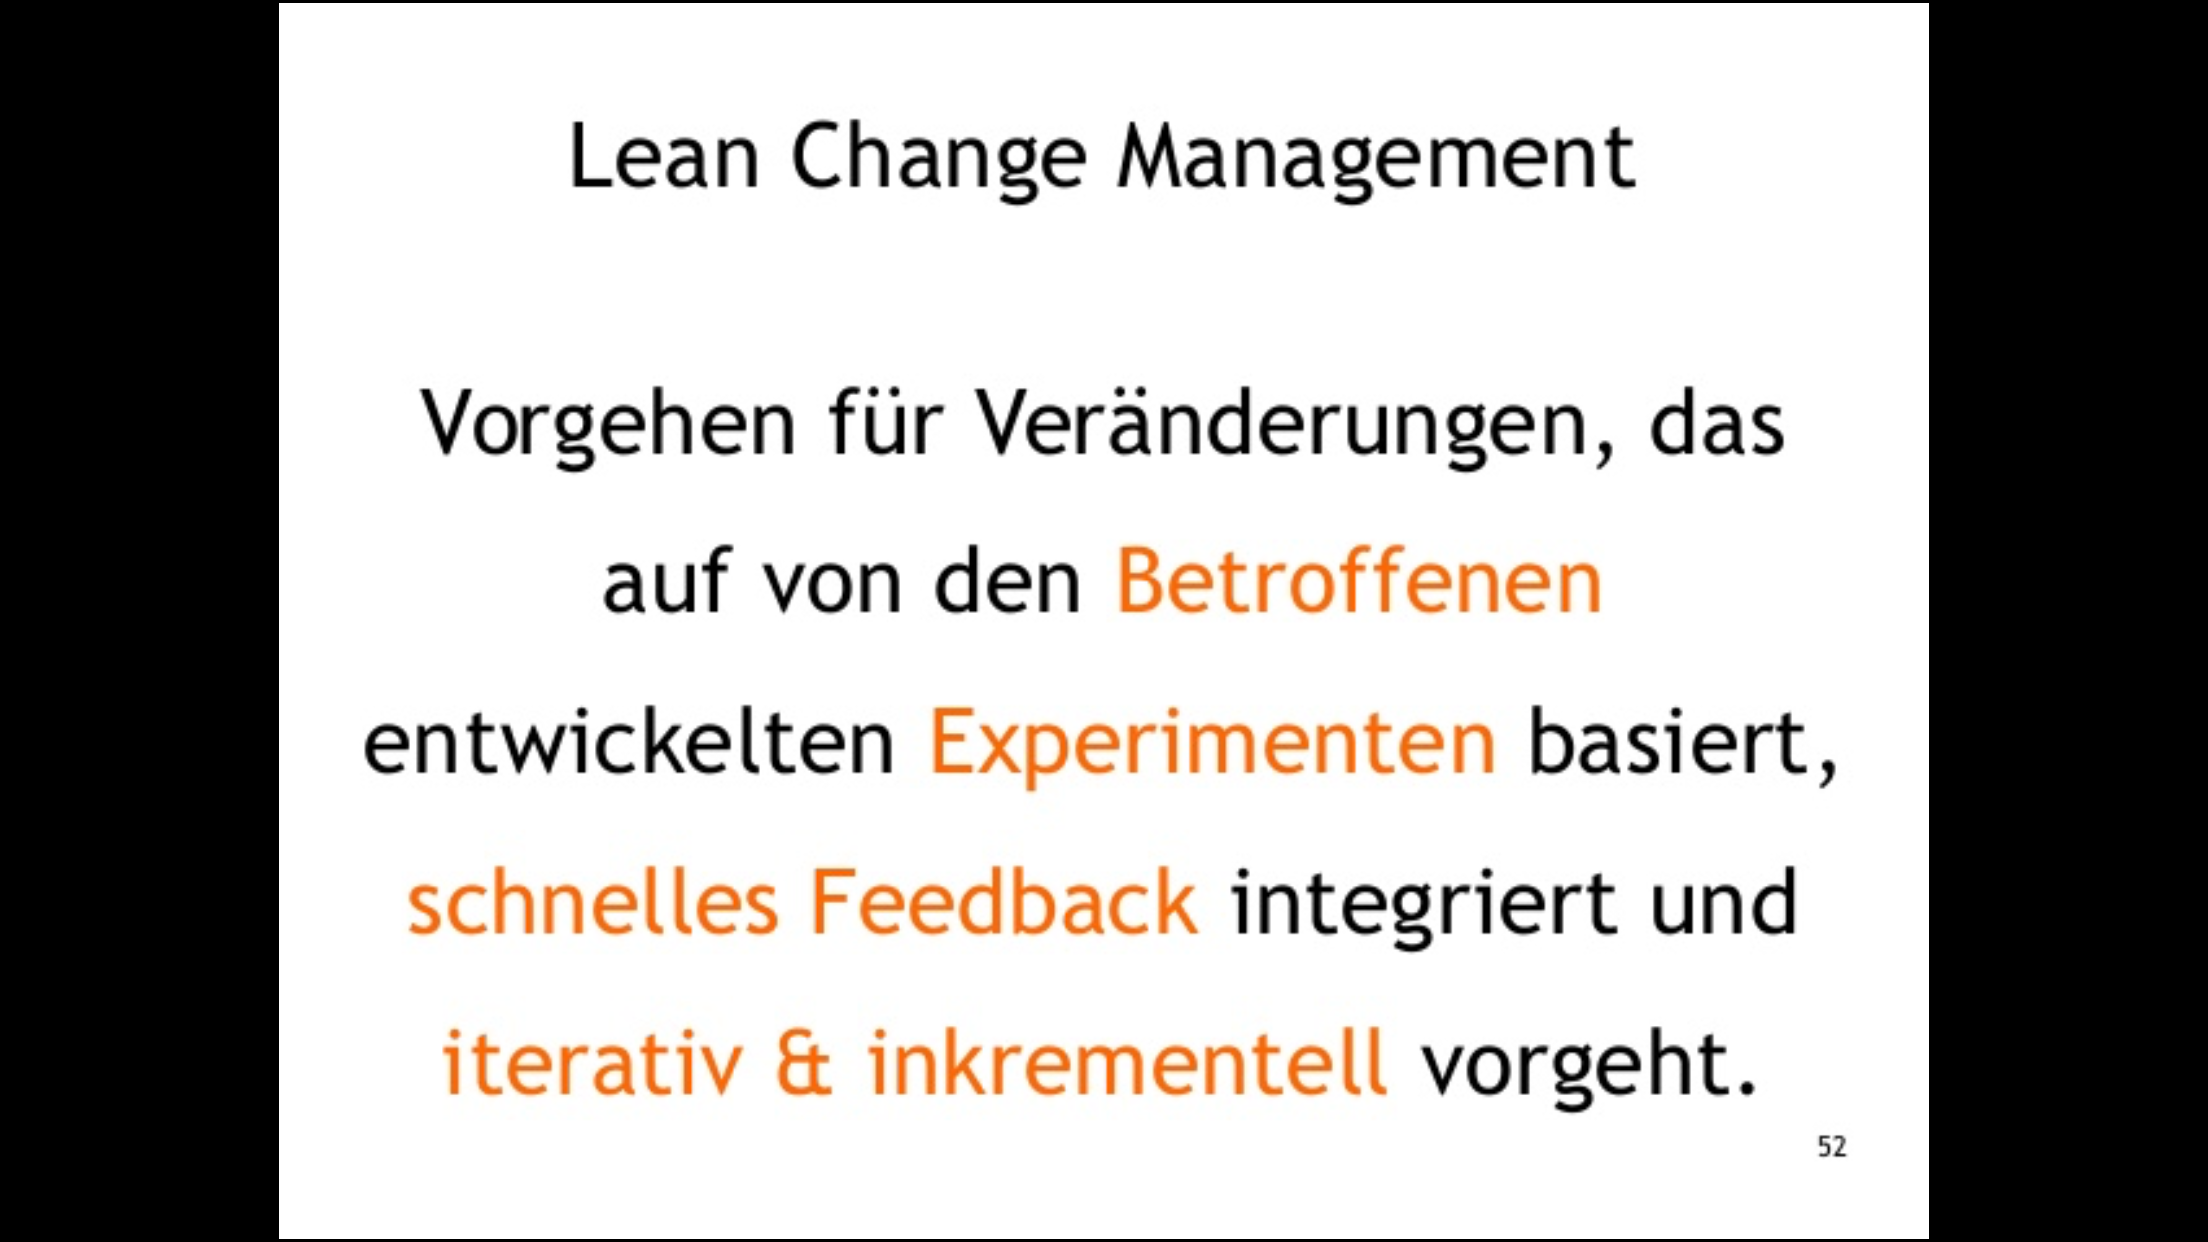 Lean Change Management
Vorgehen für Veränderungen, das
auf von den Betroffenen
entwickelten Experimenten basiert,
schnelles Feedback integriert und
iterativ & inkrementell vorgeht.
52